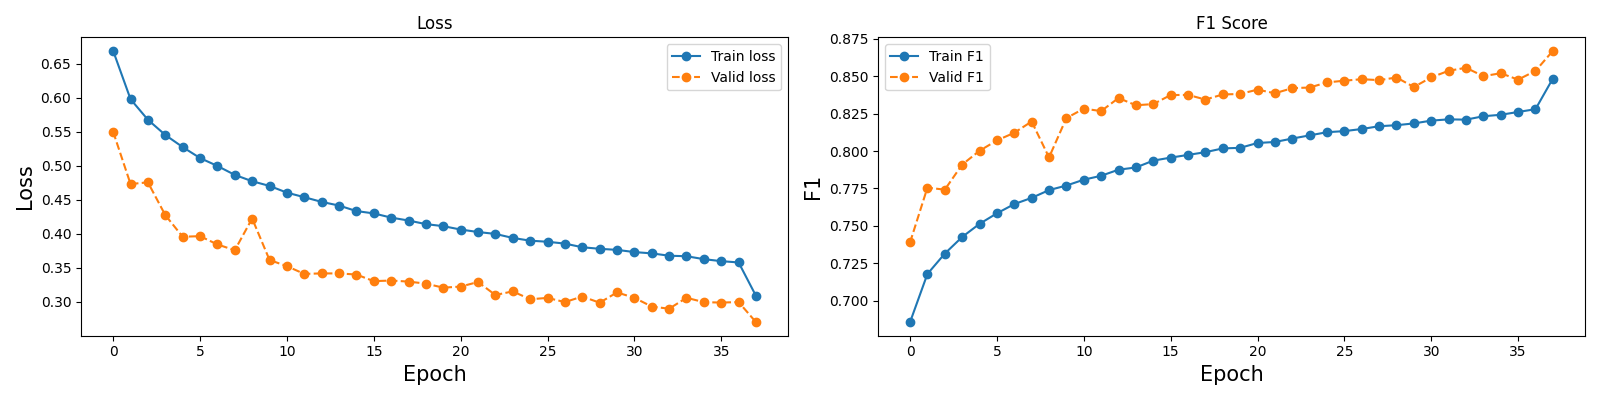 Loss
Train loss
Valid loss
0.65
0.60
0.55
0.50
0.45
0.40
0.35
0.30
Loss
0 5 10 15 20 25 30 35
Epoch
F1 Score
Train F1
Valid F1
0.875
0.850
0.825
0.800
0.775
0.750
0.725
0.700
F1
0 5 10 15 20 25 30 35
Epoch